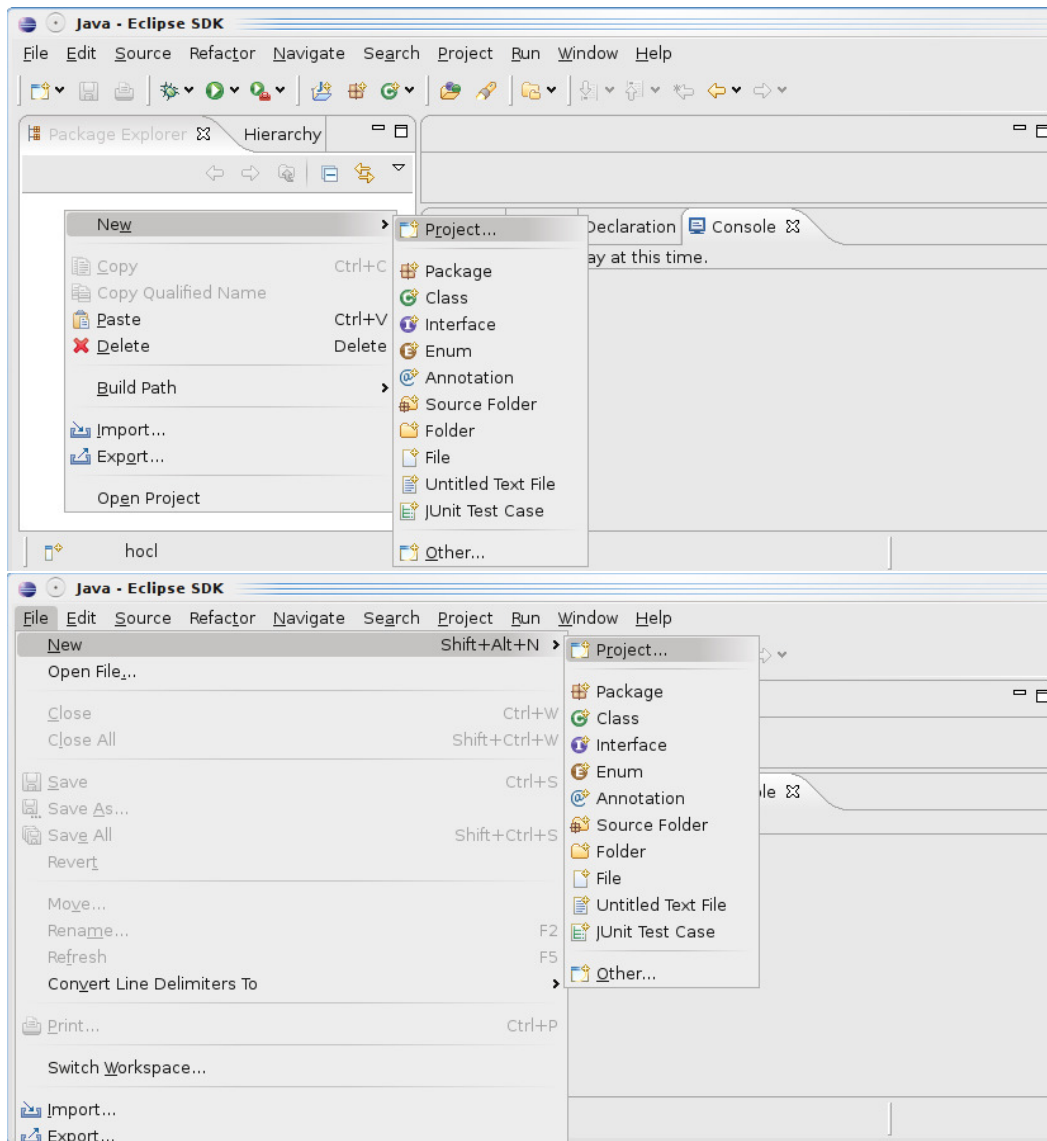 Java - Eclipse SDK
File Edit Source Refactor Navigate Search Project Run Window Help
Package Explorer Hierarchy
Declaration Console
ay at this time.
New
Copy Ctrl+C
Copy Qualified Name
Paste Ctrl+V
Delete Delete
Build Path
Import...
Export...
Open Project
Project...
Package
Class
Interface
Enum
Annotation
Source Folder
Folder
File
Untitled Text File
JUnit Test Case
Other...
hocl
Java - Eclipse SDK
File Edit Source Refactor Navigate Search Project Run Window Help
New Shift+Alt+N
Open File...
Close Ctrl+W
Close All Shift+Ctrl+W
Save Ctrl+S
Save As...
Save All Shift+Ctrl+S
Revert
Move...
Rename... F2
Refresh F5
Convert Line Delimiters To
Print... Ctrl+P
Switch Workspace...
Import...
Export...
Project...
Package
Class
Interface
Enum
Annotation
Source Folder
Folder
File
Untitled Text File
JUnit Test Case
Other...
le